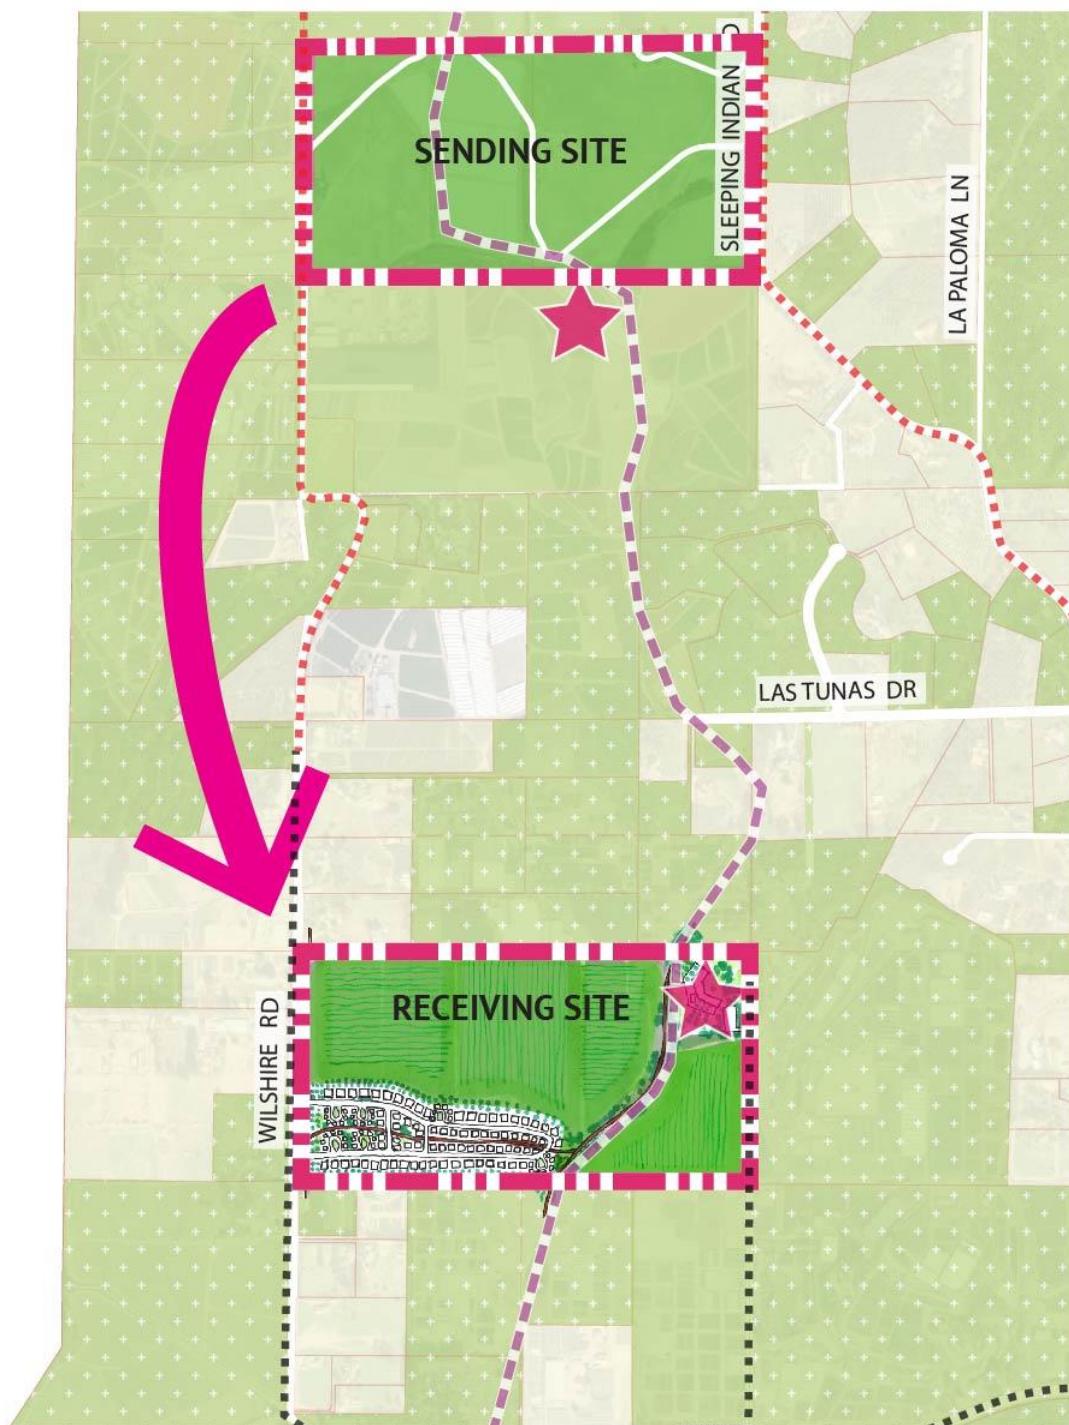 SENDING SITE
SLEEPING INDIAN
LA PALOMA LN
LAS TUNAS DR
RECEIVING SITE
WILSHIRE RD